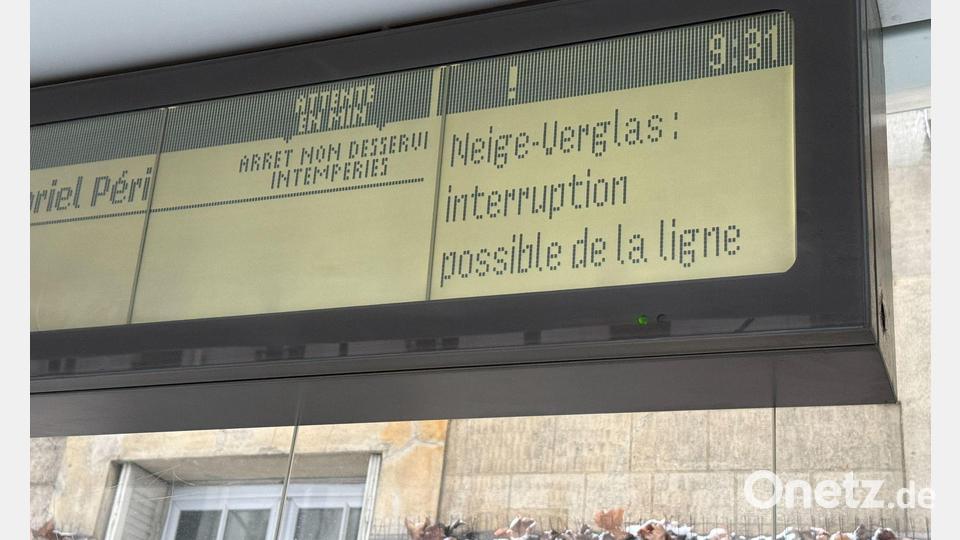 ATTENTE
EN MIN
!
9:31
riel Péri
ARRET NON DESSERVI
INTEMPERIES
Neige-Verglas :
interruption
possible de la ligne
Onetz.de